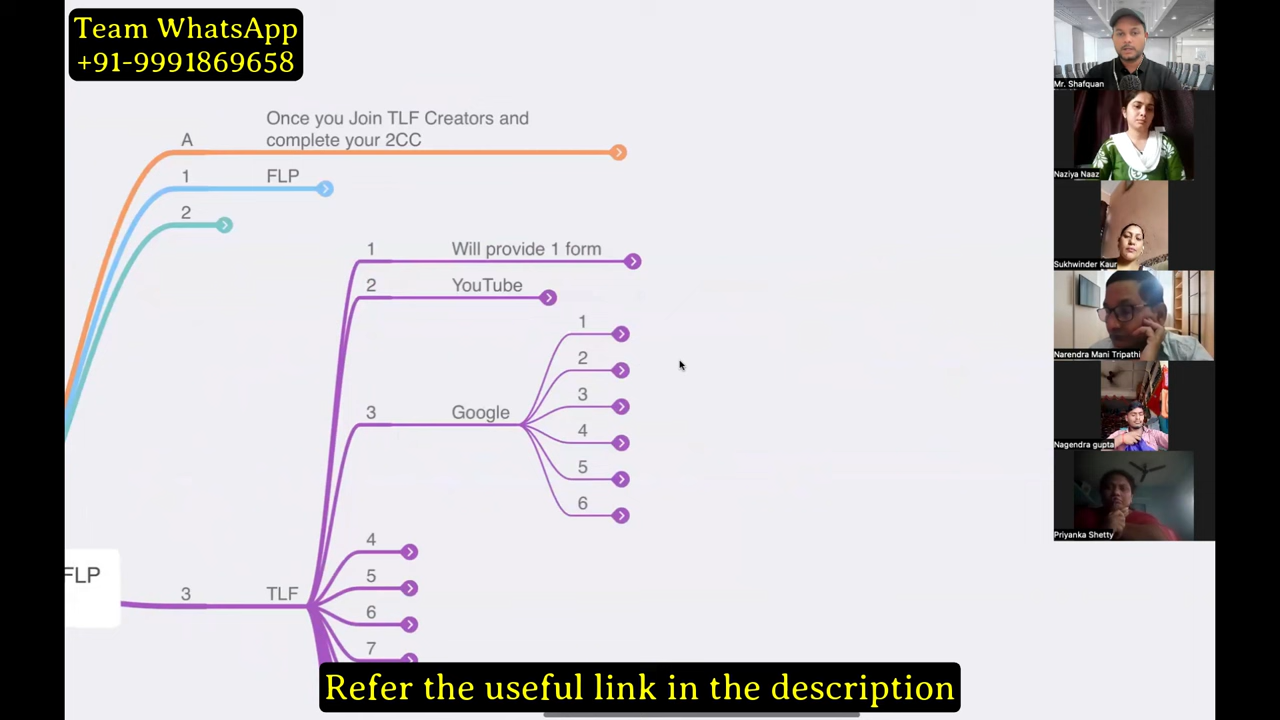 Team WhatsApp
+91-9991869658
A
Once you Join TLF Creators and
complete your 2CC
1
FLP
2
1
Will provide 1 form
2
YouTube
3
Google
1
2
3
4
5
6
FLP
3
TLF
4
5
6
7
Mr. Shafquan
Naziya Naaz
Sukhwinder Kaur
Narendra Mani Tripathi
Nagendra gupta
Priyanka Shetty
Refer the useful link in the description